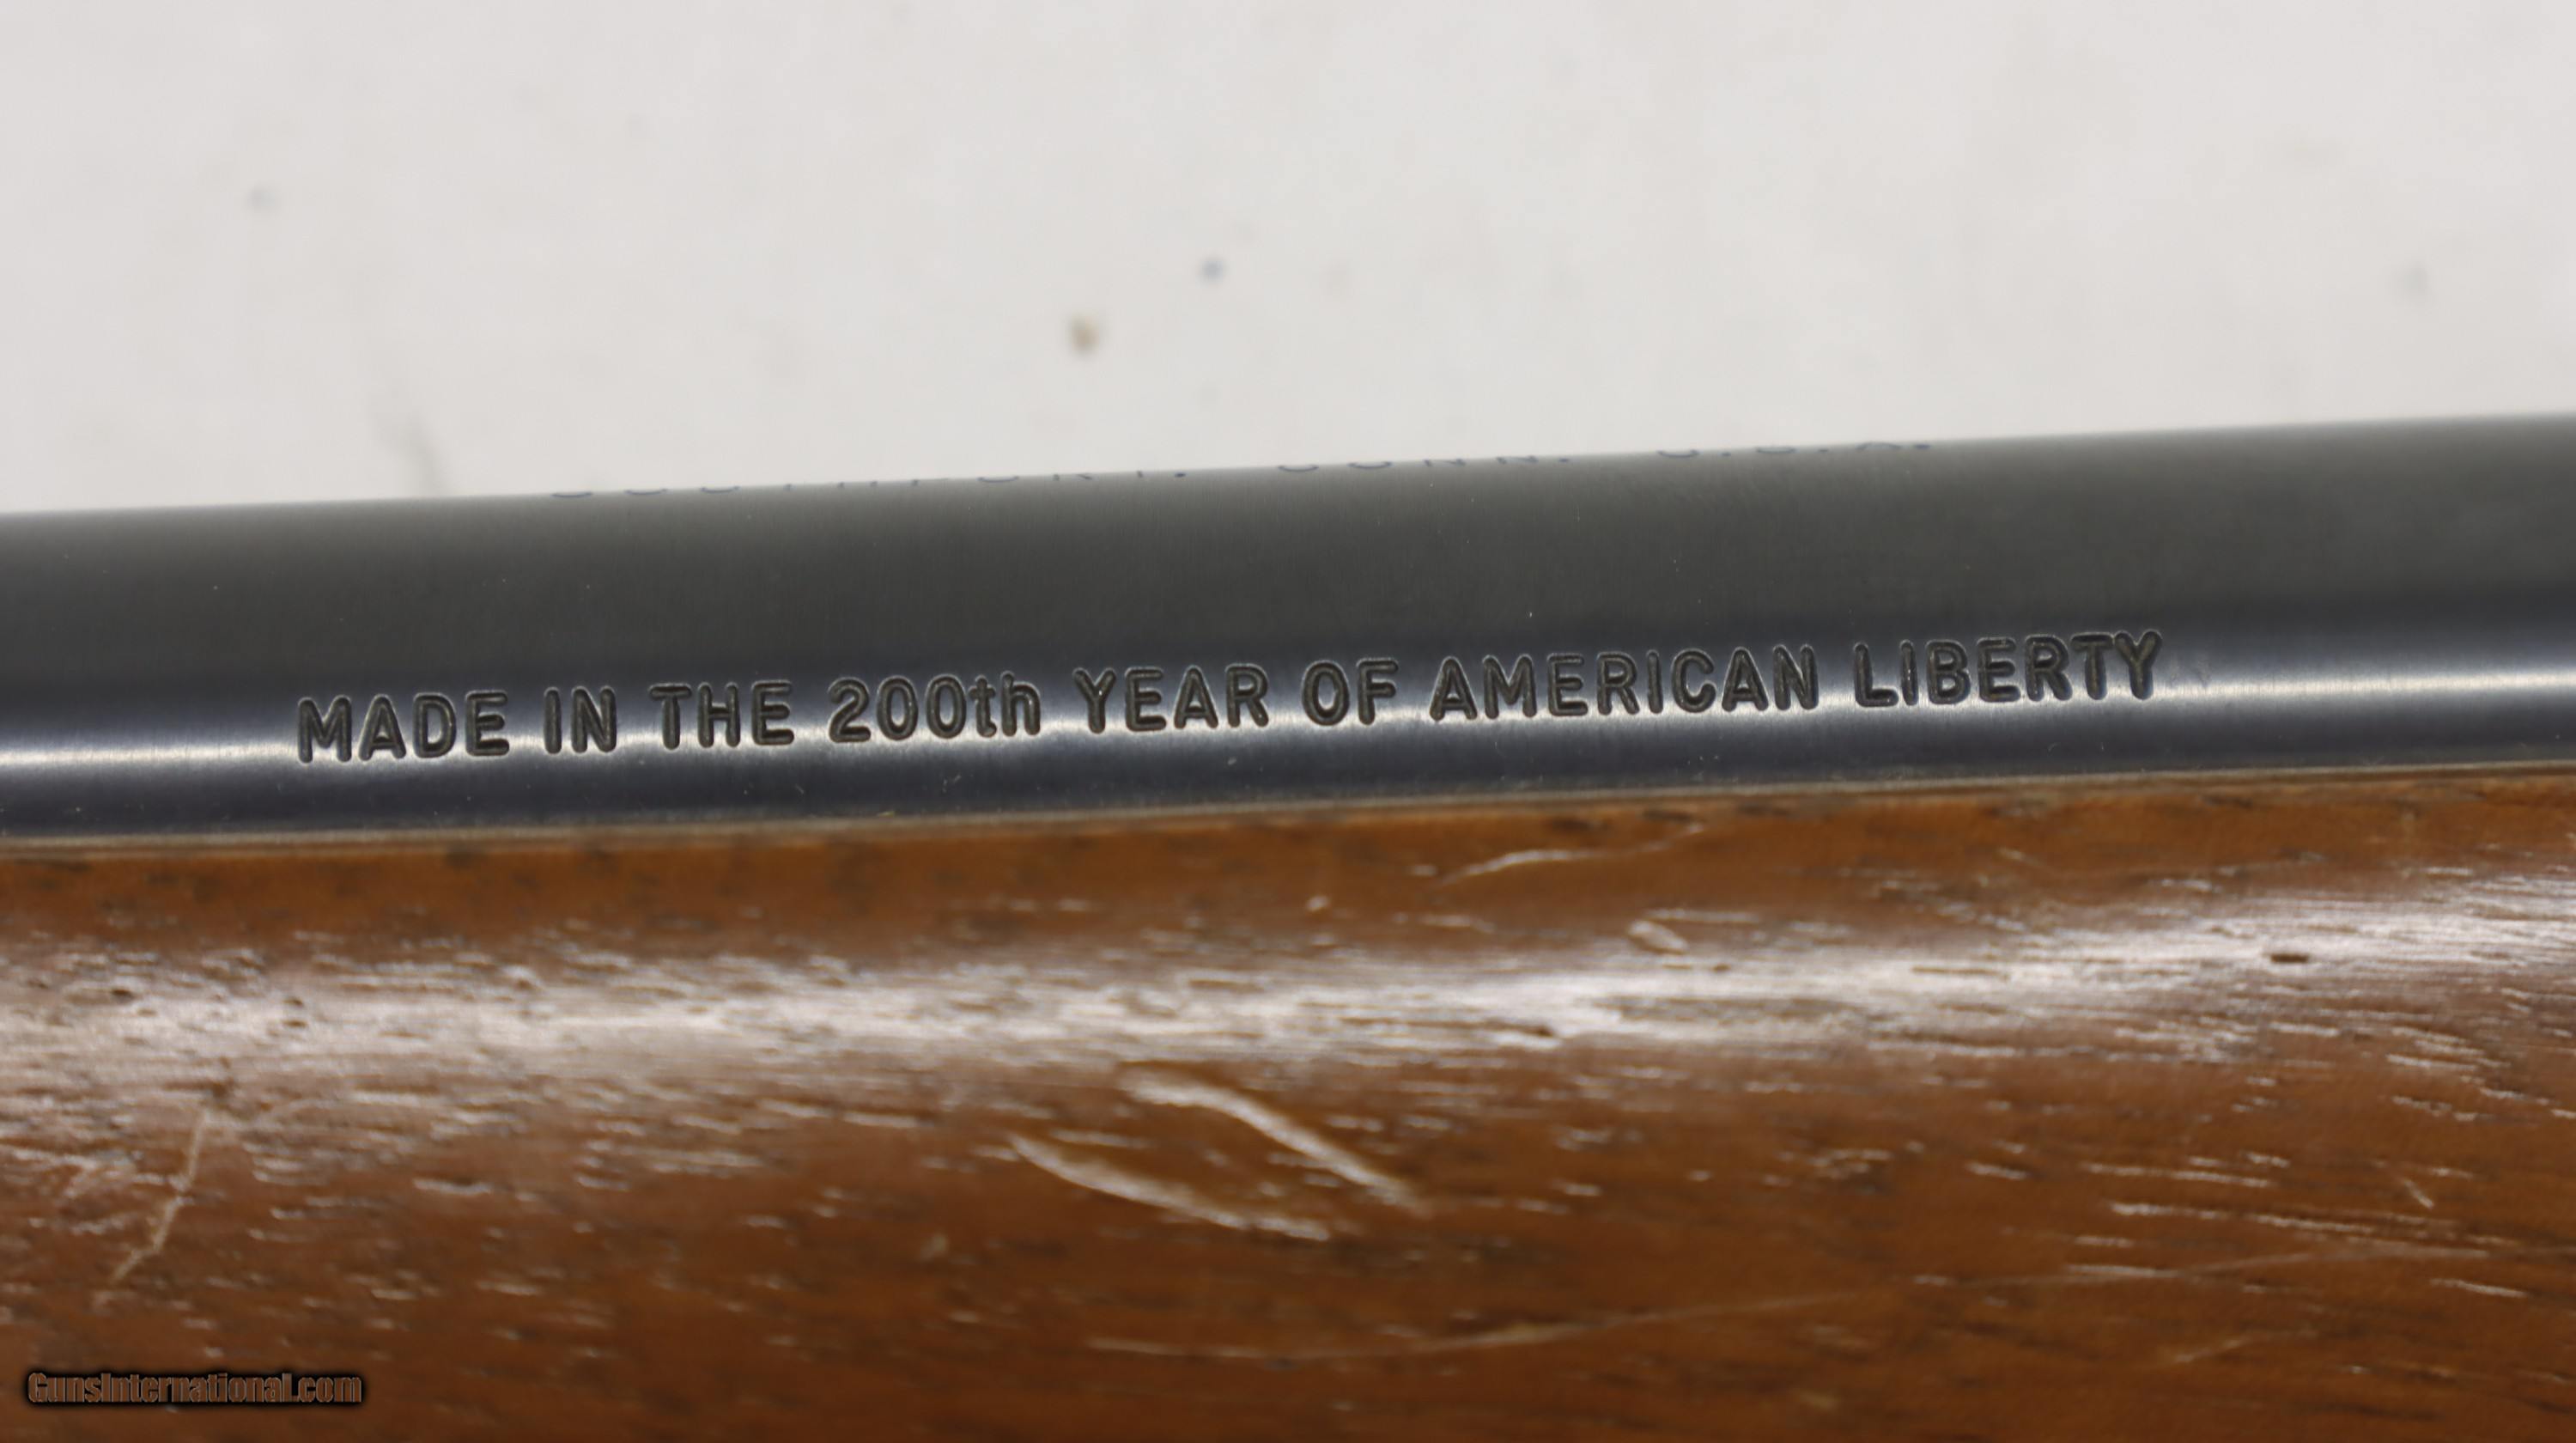 MADE IN THE 200th YEAR OF AMERICAN LIBERTY
GunsInternational.com